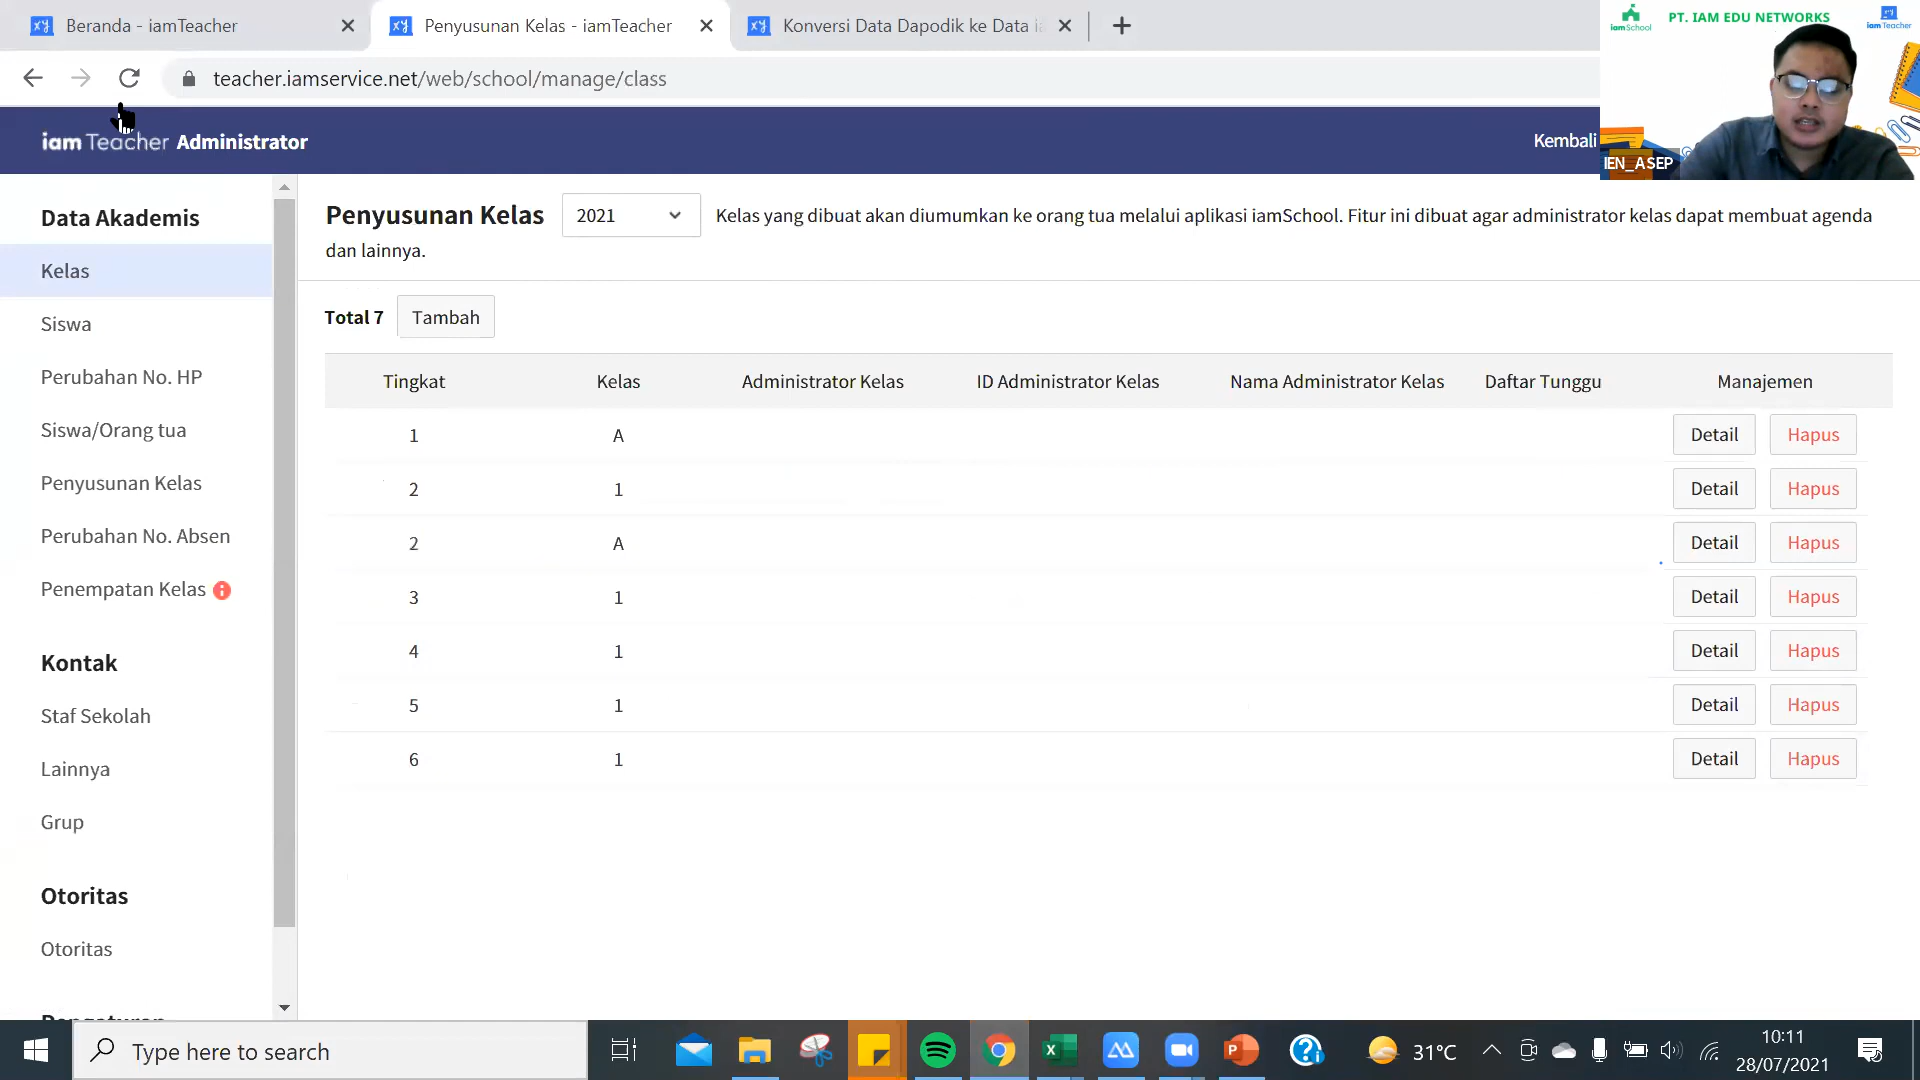 Beranda - iamTeacher
Penyusunan Kelas - iamTeacher
Konversi Data Dapodik ke Data
teacher.iamservice.net/web/school/manage/class
PT. IAM EDU NETWORKS
iamSchool
iamTeacher
IEN_ASEP
iam Teacher Administrator
Kembali
Data Akademis
Kelas
Siswa
Perubahan No. HP
Siswa/Orang tua
Penyusunan Kelas
Perubahan No. Absen
Penempatan Kelas
Kontak
Staf Sekolah
Lainnya
Grup
Otoritas
Otoritas
Penyusunan Kelas 2021 Kelas yang dibuat akan diumumkan ke orang tua melalui aplikasi iamSchool. Fitur ini dibuat agar administrator kelas dapat membuat agenda
dan lainnya.
Total 7 Tambah
Tingkat Kelas Administrator Kelas ID Administrator Kelas Nama Administrator Kelas Daftar Tunggu Manajemen
1 A Detail Hapus
2 1 Detail Hapus
2 A Detail Hapus
3 1 Detail Hapus
4 1 Detail Hapus
5 1 Detail Hapus
6 1 Detail Hapus
Type here to search
31°C
10:11
28/07/2021